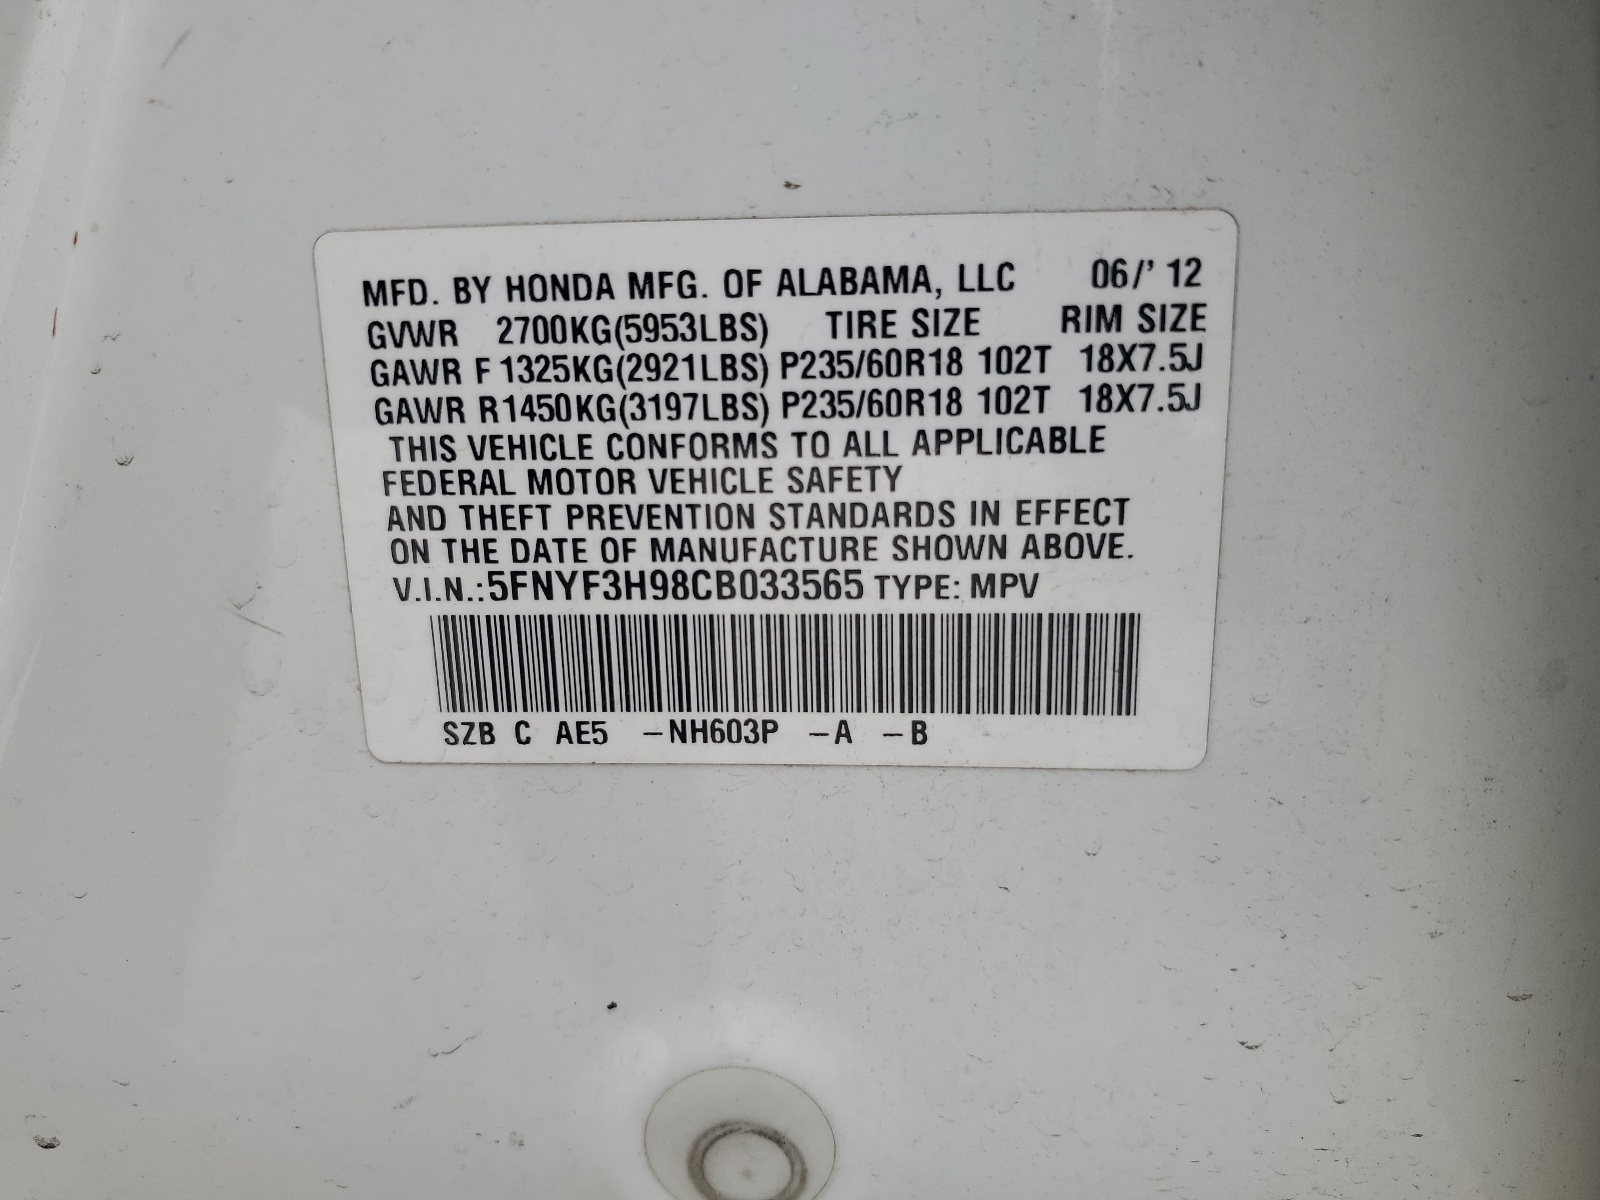 MFD. BY HONDA MFG. OF ALABAMA, LLC 06/' 12
GVWR 2700KG(5953LBS) TIRE SIZE RIM SIZE
GAWR F 1325KG(2921LBS) P235/60R18 102T 18X7.5J
GAWR R1450KG(3197LBS) P235/60R18 102T 18X7.5J
THIS VEHICLE CONFORMS TO ALL APPLICABLE
FEDERAL MOTOR VEHICLE SAFETY
AND THEFT PREVENTION STANDARDS IN EFFECT
ON THE DATE OF MANUFACTURE SHOWN ABOVE.
V.I.N.:5FNYF3H98CB033565 TYPE: MPV
SZB C AE5 -NH603P -A -B